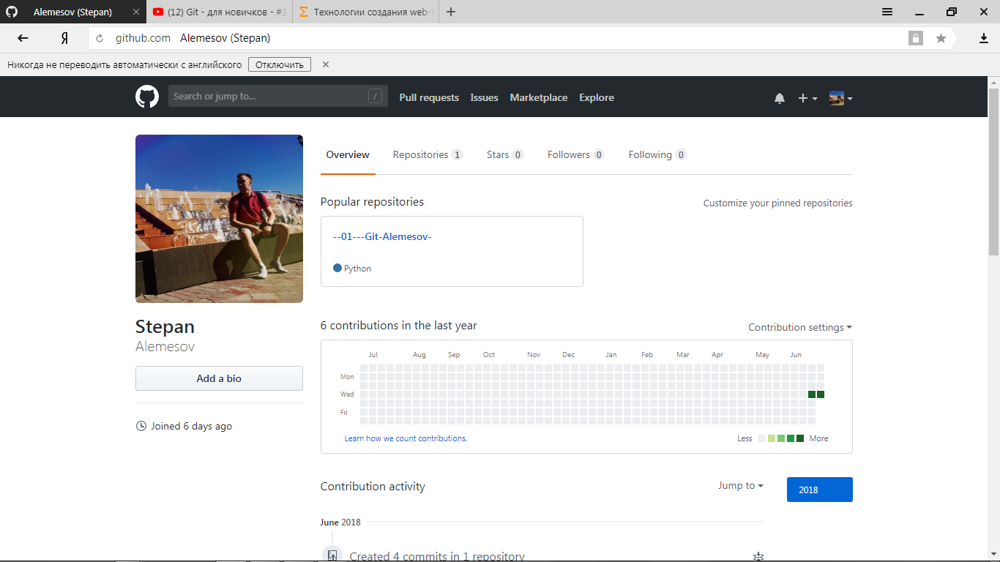 Alemesov (Stepan)
(12) Git - для новичков - #3
Технологии создания web-
Я
github.com Alemesov (Stepan)
Никогда не переводить автоматически с английского Отключить
Search or jump to... /
Pull requests Issues Marketplace Explore
Overview Repositories 1 Stars 0 Followers 0 Following 0
Popular repositories
Customize your pinned repositories
--01---Git-Alemesov-
Python
Stepan
Alemesov
Add a bio
Joined 6 days ago
6 contributions in the last year
Contribution settings
Jul Aug Sep Oct Nov Dec Jan Feb Mar Apr May Jun
Mon
Wed
Fri
Learn how we count contributions.
Less More
Contribution activity
Jump to
2018
June 2018
Created 4 commits in 1 repository